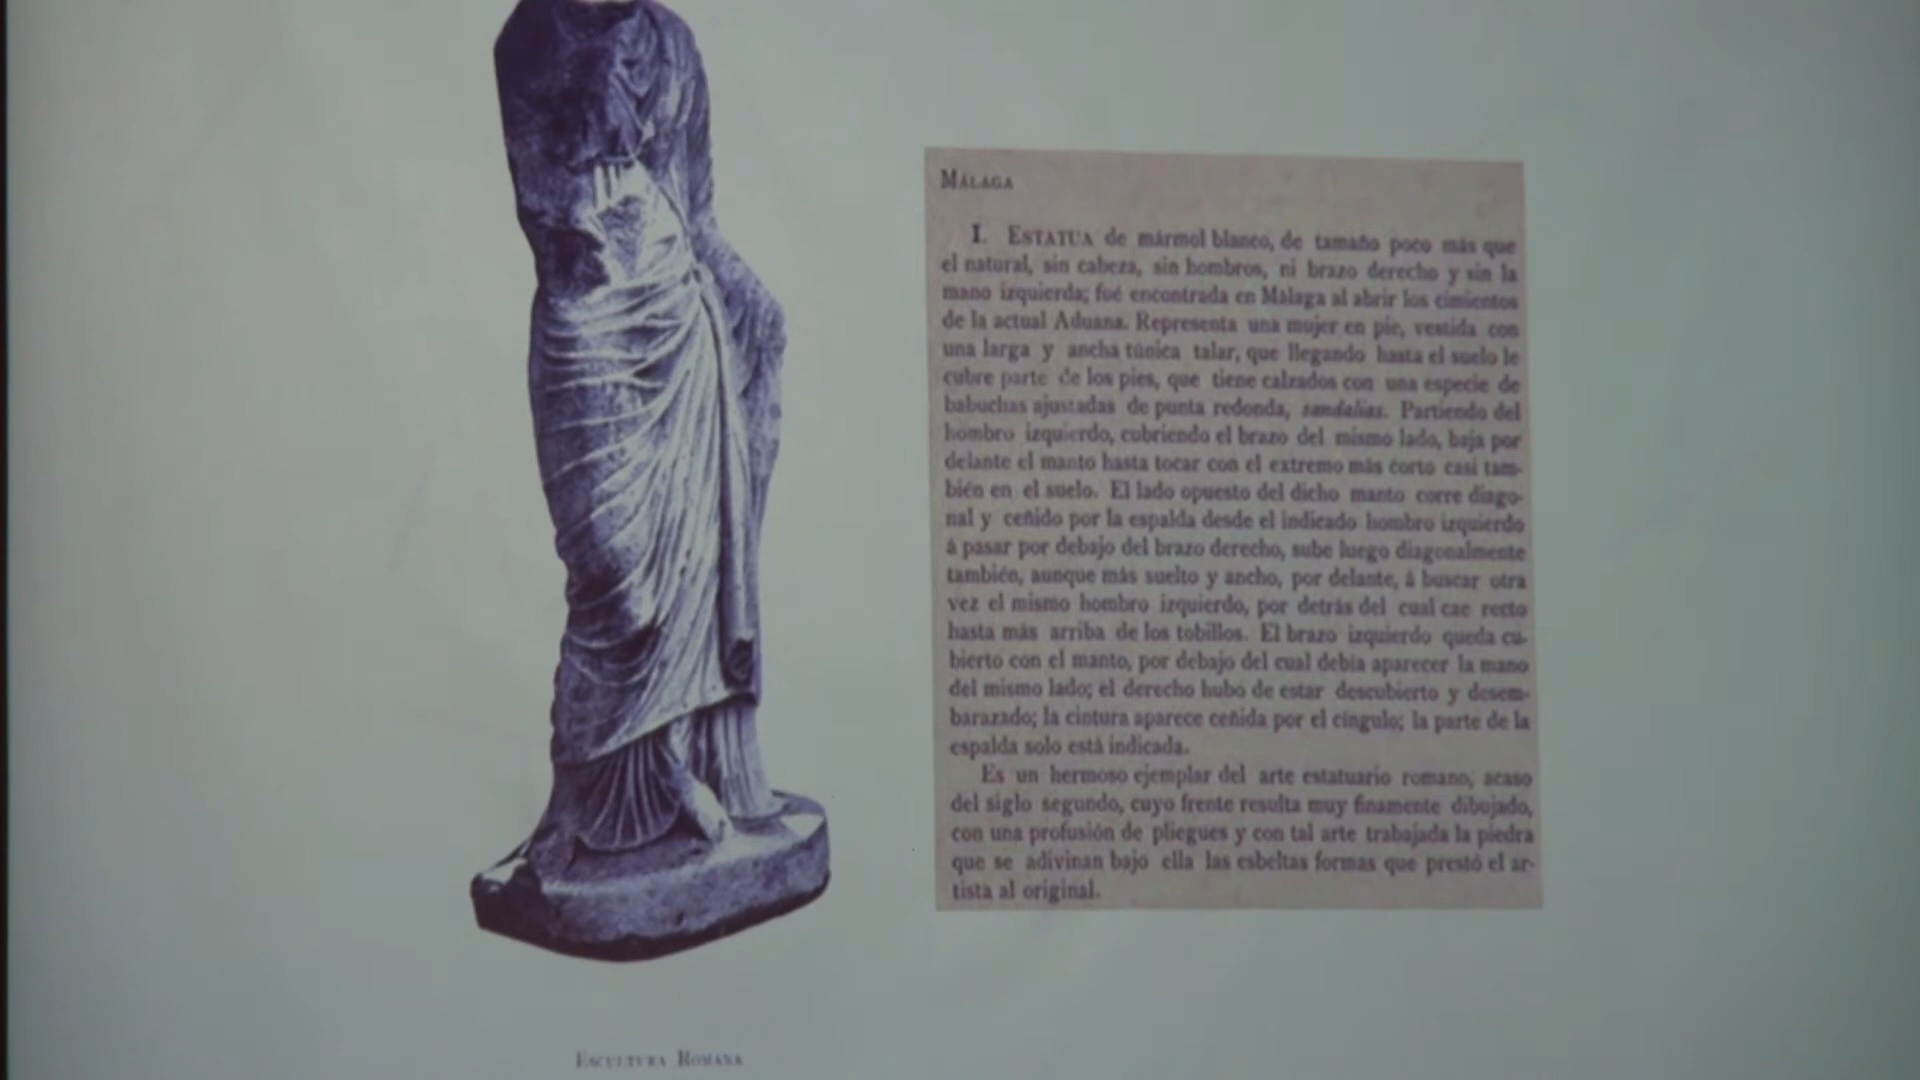 MÁLAGA
I. ESTATUA de mármol blanco, de tamaño poco más que
el natural, sin cabeza, sin hombros, ni brazo derecho y sin la
mano izquierda; fué encontrada en Málaga al abrir los cimientos
de la actual Aduana. Representa una mujer en pie, vestida con
una larga y ancha túnica talar, que llegando hasta el suelo le
cubre parte de los pies, que tiene calzados con una especie de
babuchas ajustadas de punta redonda, sandalias. Partiendo del
hombro izquierdo, cubriendo el brazo del mismo lado, baja por
delante el manto hasta tocar con el extremo más corto casi tam-
bién en el suelo. El lado opuesto del dicho manto corre diago-
nal y ceñido por la espalda desde el indicado hombro izquierdo
á pasar por debajo del brazo derecho, sube luego diagonalmente
también, aunque más suelto y ancho, por delante, á buscar otra
vez el mismo hombro izquierdo, por detrás del cual cae recto
hasta más arriba de los tobillos. El brazo izquierdo queda cu-
bierto con el manto, por debajo del cual debía aparecer la mano
del mismo lado; el derecho hubo de estar descubierto y desem-
barazado; la cintura aparece ceñida por el cíngulo; la parte de la
espalda solo está indicada.
Es un hermoso ejemplar del arte estatuario romano, acaso
del siglo segundo, cuyo frente resulta muy finamente dibujado,
con una profusión de pliegues y con tal arte trabajada la piedra
que se adivinan bajo ella las esbeltas formas que prestó el ar-
tista al original.
ESCULTURA ROMANA